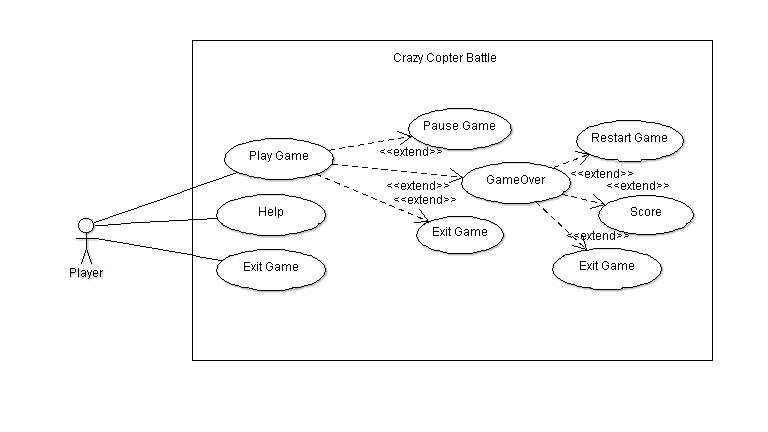 Crazy Copter Battle
Pause Game
Restart Game
<<extend>>
Play Game
<<extend>>
GameOver
<<extend>>
<<extend>>
<<extend>>
Help
Score
Exit Game
<<extend>>
Player
Exit Game
Exit Game